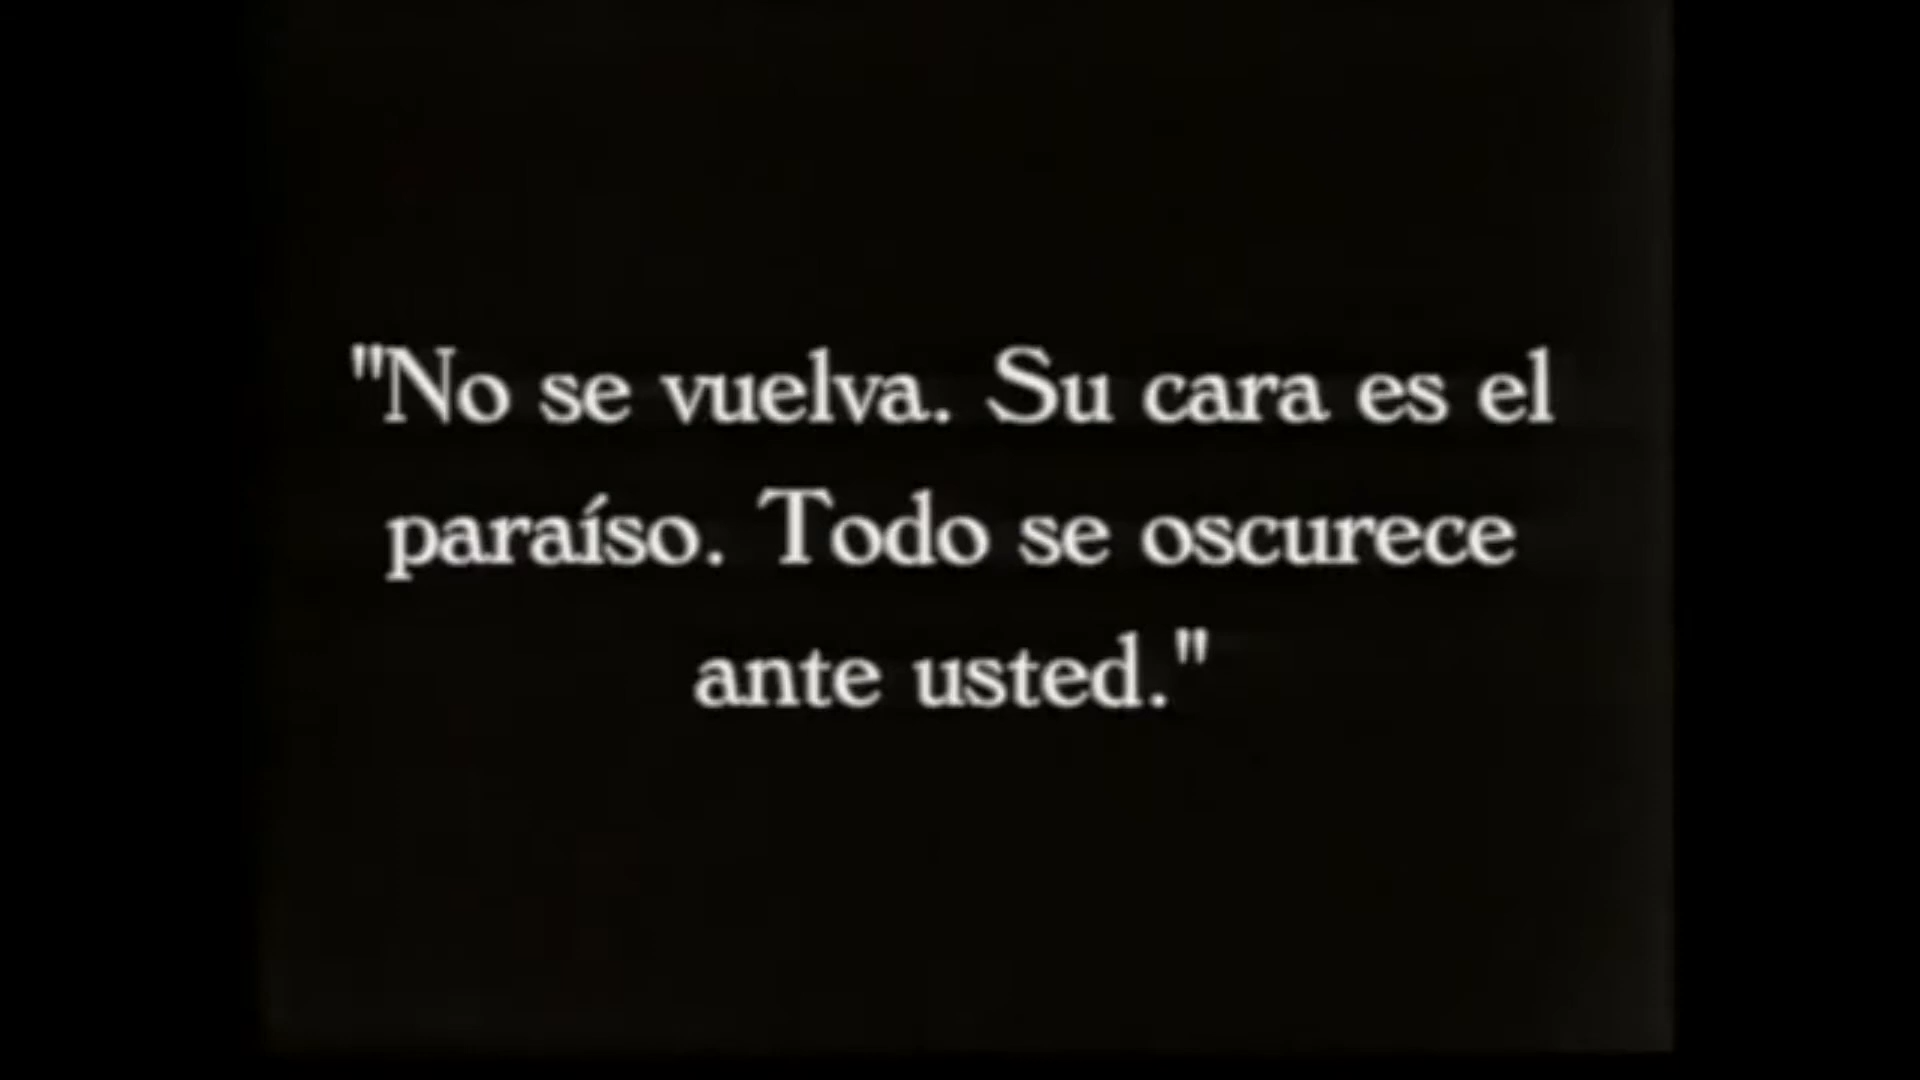 "No se vuelva. Su cara es el
paraíso. Todo se oscurece
ante usted."